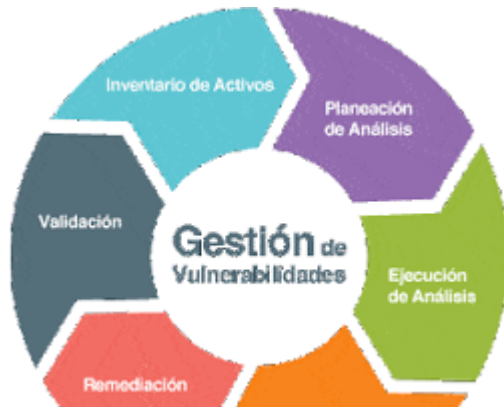 Inventario de Activos
Planeación
de Análisis
Validación
Gestión de
Vulnerabilidades
Ejecución
de Análisis
Remediación